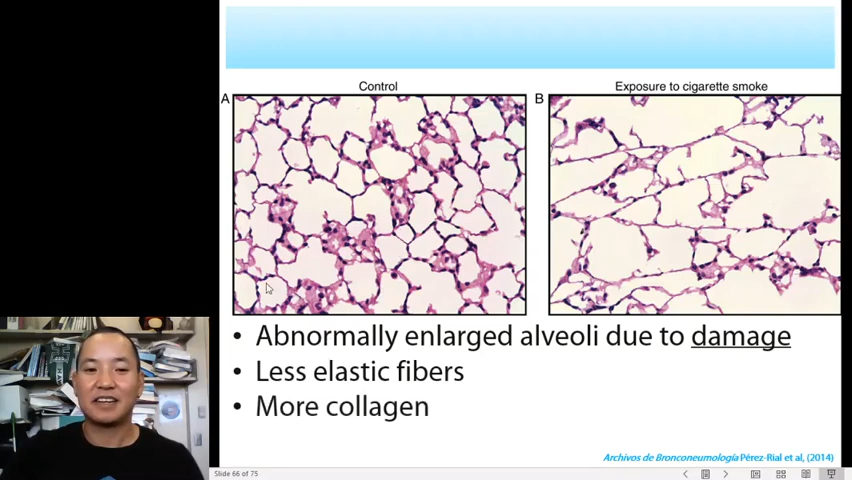 Control
Exposure to cigarette smoke
A
B
• Abnormally enlarged alveoli due to damage
• Less elastic fibers
• More collagen
Archivos de Bronconeumología Pérez-Rial et al, (2014)
Slide 66 of 75